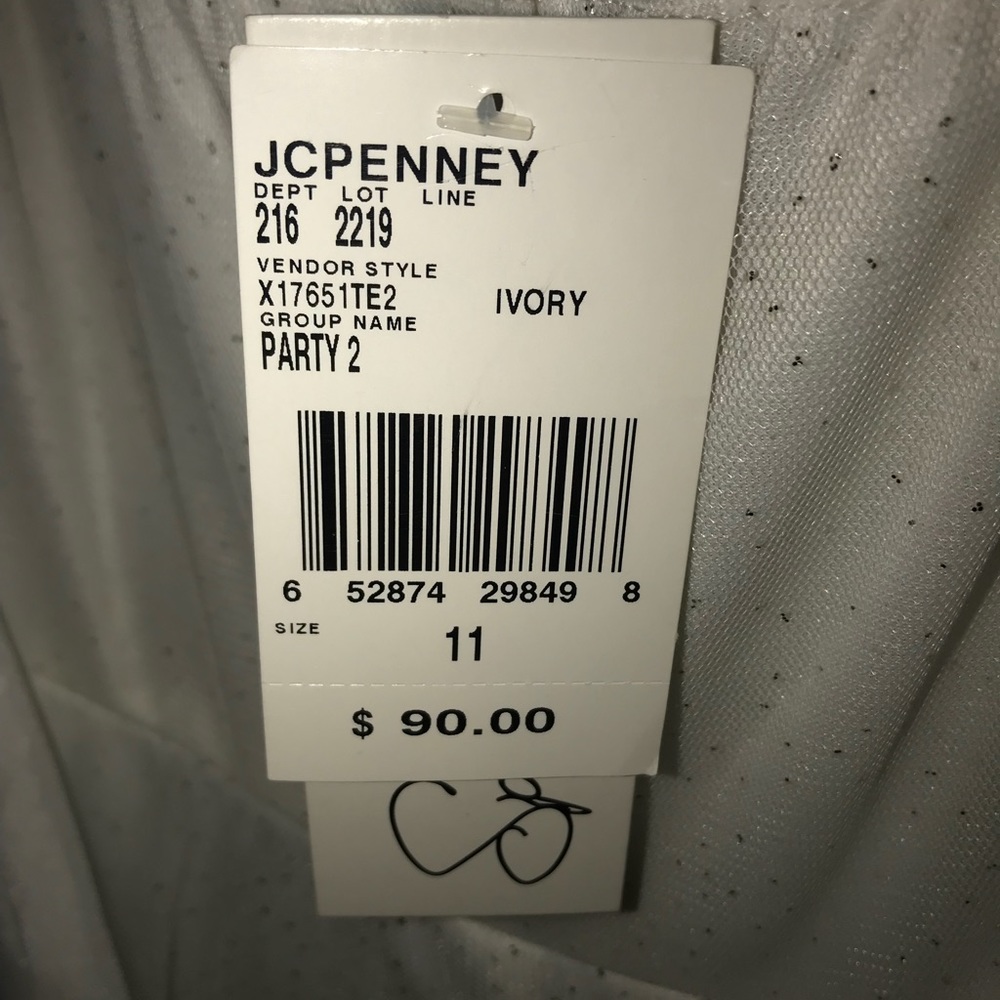 JCPENNEY
DEPT LOT LINE
216 2219
VENDOR STYLE
X17651TE2 IVORY
GROUP NAME
PARTY 2
6 52874 29849 8
SIZE 11
$ 90.00